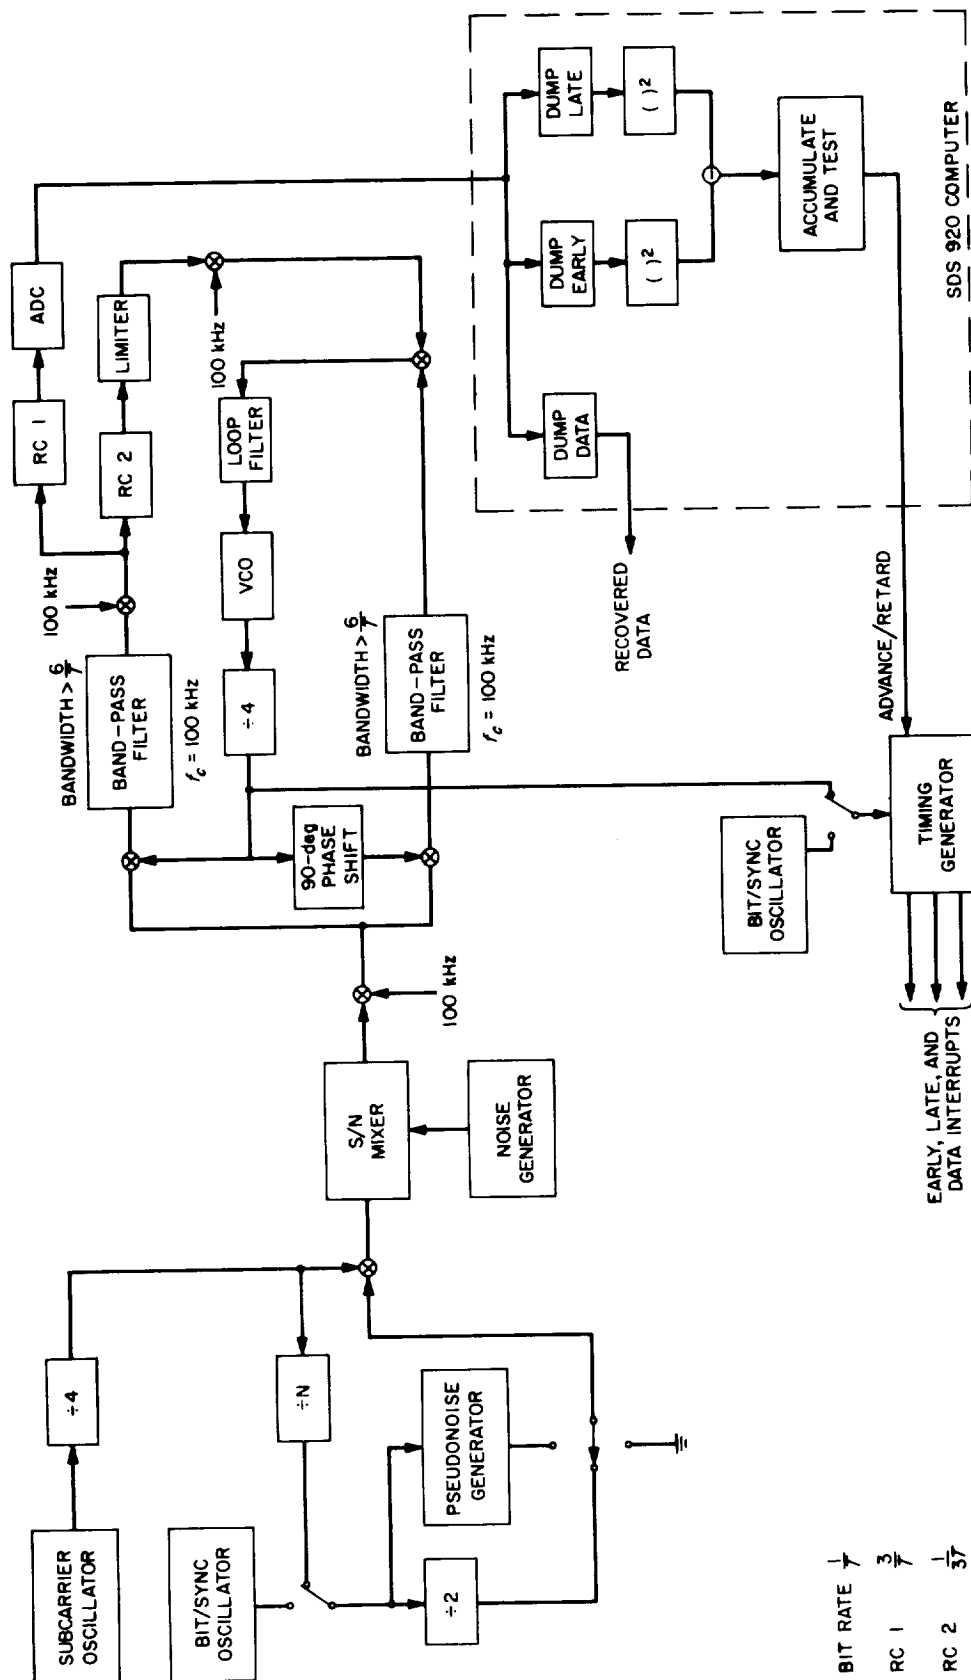 SUBCARRIER
OSCILLATOR
÷4
BIT/SYNC
OSCILLATOR
÷N
÷2
PSEUDONOISE
GENERATOR
S/N
MIXER
NOISE
GENERATOR
100 kHz
90-deg
PHASE
SHIFT
BANDWIDTH > 6/T
BAND-PASS
FILTER
f_c = 100 kHz
100 kHz
RC 1
ADC
RC 2
LIMITER
100 kHz
LOOP
FILTER
VCO
÷4
BANDWIDTH > 6/T
BAND-PASS
FILTER
f_c = 100 kHz
DUMP
DATA
DUMP
EARLY
DUMP
LATE
( )²
( )²
ACCUMULATE
AND TEST
SDS 920 COMPUTER
RECOVERED
DATA
ADVANCE/RETARD
BIT/SYNC
OSCILLATOR
TIMING
GENERATOR
EARLY, LATE, AND
DATA INTERRUPTS
BIT RATE 1/T
RC 1 3/T
RC 2 1/3T